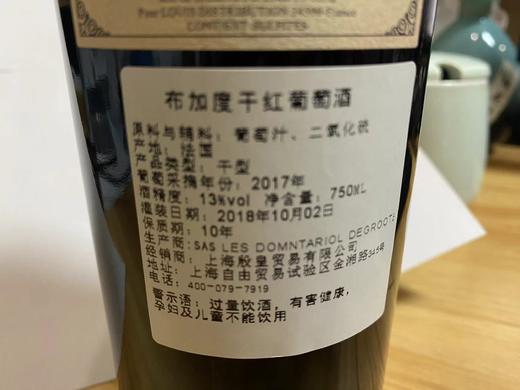 Pour LOUIS DISTRIBUTION 24590 France
CONTIENT SULFITES
布加度干红葡萄酒
原料与辅料：葡萄汁、二氧化硫
产地：法国
产品类型：干型
葡萄采摘年份：2017年
酒精度：13%vol 净含量：750ML
灌装日期：2018年10月02日
保质期：10年
生产商：SAS LES DOMNTARIOL DEGROOTE
经销商：上海殷皇贸易有限公司
地址：上海自由贸易试验区金湘路345号
电话：400-079-7919
警示语：过量饮酒，有害健康，
孕妇及儿童不能饮用